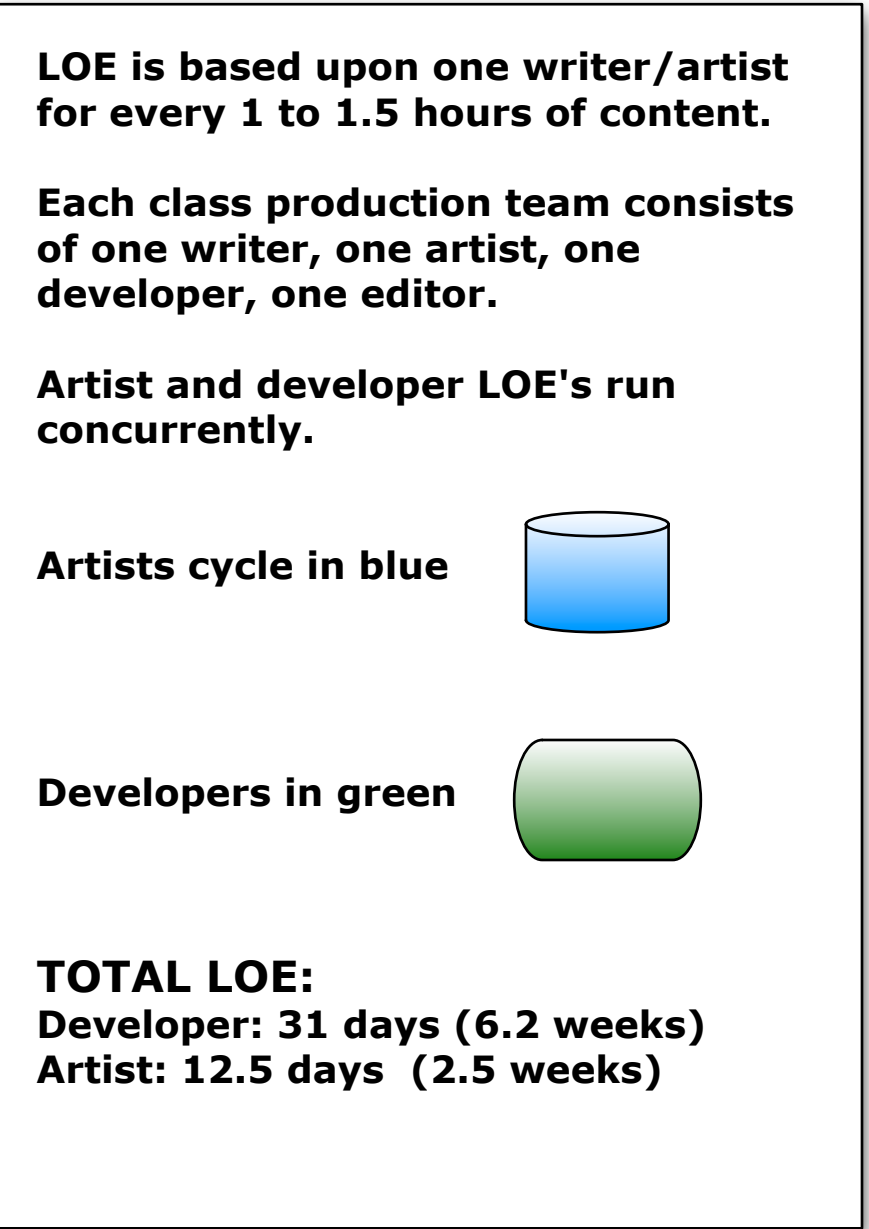 LOE is based upon one writer/artist
for every 1 to 1.5 hours of content.
Each class production team consists
of one writer, one artist, one
developer, one editor.
Artist and developer LOE's run
concurrently.
Artists cycle in blue
Developers in green
TOTAL LOE:
Developer: 31 days (6.2 weeks)
Artist: 12.5 days  (2.5 weeks)